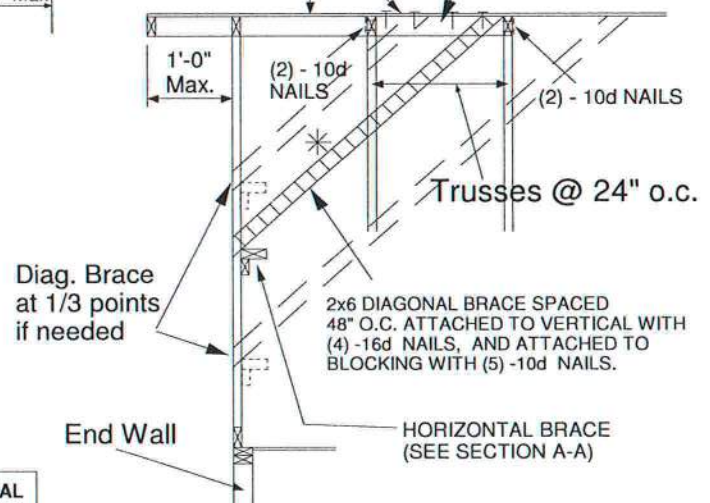 1'-0"
Max.
(2) - 10d
NAILS
(2) - 10d NAILS
Trusses @ 24" o.c.
Diag. Brace
at 1/3 points
if needed
2x6 DIAGONAL BRACE SPACED
48" O.C. ATTACHED TO VERTICAL WITH
(4) -16d NAILS, AND ATTACHED TO
BLOCKING WITH (5) -10d NAILS.
HORIZONTAL BRACE
(SEE SECTION A-A)
End Wall